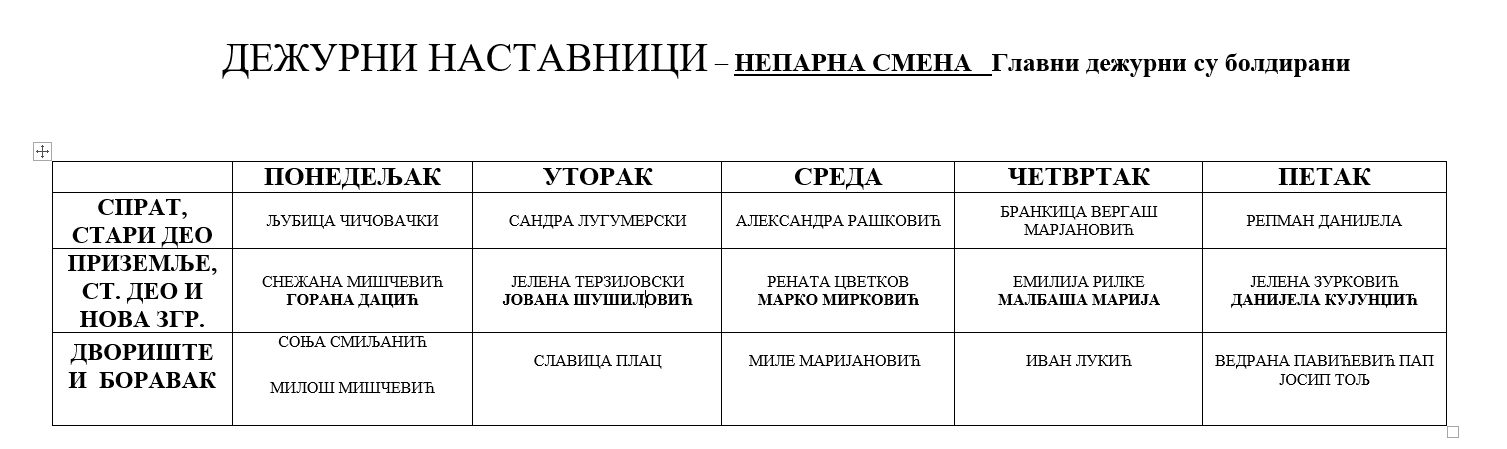 ДЕЖУРНИ НАСТАВНИЦИ – НЕПАРНА СМЕНА Главни дежурни су болдирани
ПОНЕДЕЉАК УТОРАК СРЕДА ЧЕТВРТАК ПЕТАК
СПРАТ,
СТАРИ ДЕО
ЉУБИЦА ЧИЧОВАЧКИ
САНДРА ЛУГУМЕРСКИ
АЛЕКСАНДРА РАШКОВИЋ
БРАНКИЦА ВЕРГАШ
МАРЈАНОВИЋ
РЕПМАН ДАНИЈЕЛА
ПРИЗЕМЉЕ,
СТ. ДЕО И
НОВА ЗГР.
СНЕЖАНА МИШЧЕВИЋ
ГОРАНА ДАЦИЋ
ЈЕЛЕНА ТЕРЗИЈОВСКИ
ЈОВАНА ШУШИЛОВИЋ
РЕНАТА ЦВЕТКОВ
МАРКО МИРКОВИЋ
ЕМИЛИЈА РИЛКЕ
МАЛБАША МАРИЈА
ЈЕЛЕНА ЗУРКОВИЋ
ДАНИЈЕЛА КУЈУНЏИЋ
ДВОРИШТЕ
И БОРАВАК
СОЊА СМИЉАНИЋ
МИЛОШ МИШЧЕВИЋ
СЛАВИЦА ПЛАЦ
МИЛЕ МАРИЈАНОВИЋ
ИВАН ЛУКИЋ
ВЕДРАНА ПАВИЋЕВИЋ ПАП
ЈОСИП ТОЉ